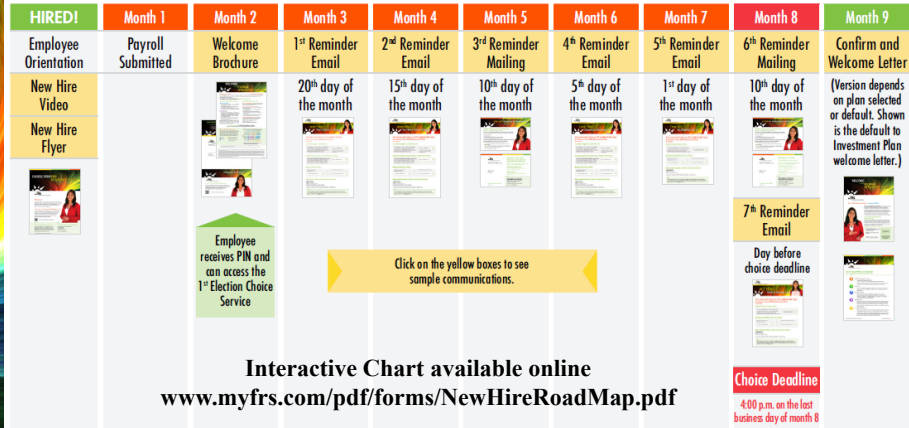 HIRED!
Employee
Orientation
New Hire
Video
New Hire
Flyer
Month 1
Payroll
Submitted
Month 2
Welcome
Brochure
Employee
receives PIN and
can access the
1st Election Choice
Service
Month 3
1st Reminder
Email
20th day of
the month
Month 4
2nd Reminder
Email
15th day of
the month
Month 5
3rd Reminder
Mailing
10th day of
the month
Month 6
4th Reminder
Email
5th day of
the month
Month 7
5th Reminder
Email
1st day of
the month
Month 8
6th Reminder
Mailing
10th day of
the month
7th Reminder
Email
Day before
choice deadline
Choice Deadline
4:00 p.m. on the last
business day of month 8
Month 9
Confirm and
Welcome Letter
(Version depends
on plan selected
or default. Shown
is the default to
Investment Plan
welcome letter.)
Click on the yellow boxes to see
sample communications.
Interactive Chart available online
www.myfrs.com/pdf/forms/NewHireRoadMap.pdf